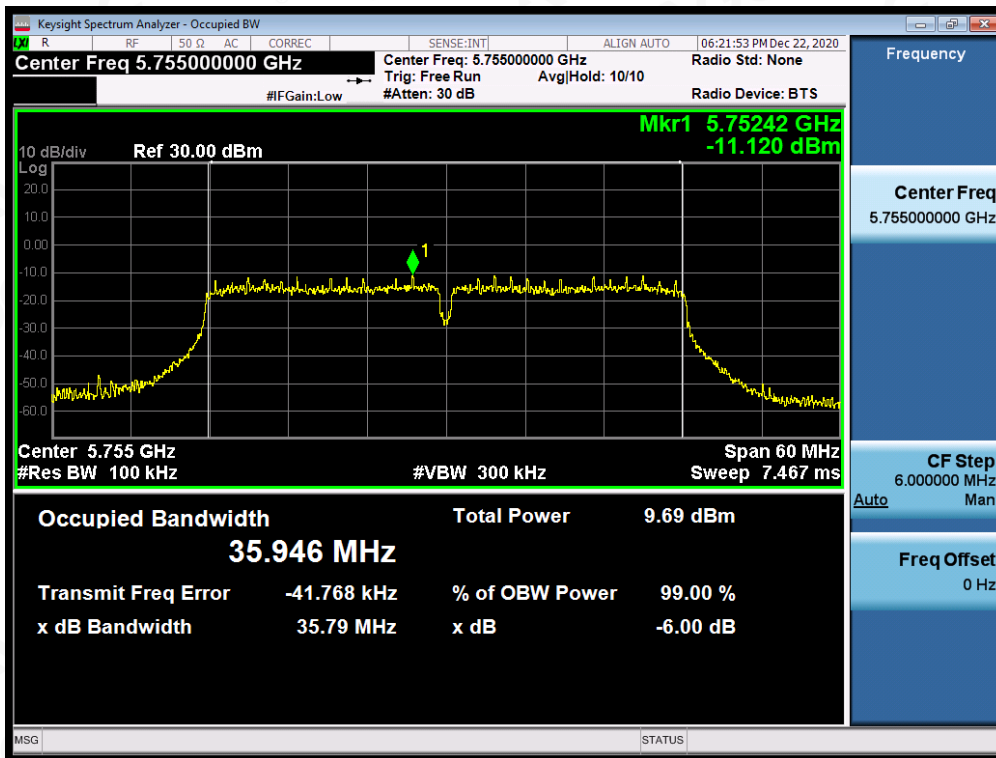 Keysight Spectrum Analyzer - Occupied BW
LXI R RF 50 Ω AC CORREC SENSE:INT ALIGN AUTO 06:21:53 PM Dec 22, 2020
Center Freq 5.755000000 GHz
Center Freq: 5.755000000 GHz
Radio Std: None
Trig: Free Run Avg|Hold: 10/10
#IFGain:Low
#Atten: 30 dB
Radio Device: BTS
Mkr1 5.75242 GHz
-11.120 dBm
10 dB/div Ref 30.00 dBm
Log
20.0
10.0
0.00
-10.0
-20.0
-30.0
-40.0
-50.0
-60.0
1
Center 5.755 GHz Span 60 MHz
#Res BW 100 kHz #VBW 300 kHz Sweep 7.467 ms
Occupied Bandwidth Total Power 9.69 dBm
35.946 MHz
Transmit Freq Error -41.768 kHz % of OBW Power 99.00 %
x dB Bandwidth 35.79 MHz x dB -6.00 dB
Frequency
Center Freq
5.755000000 GHz
CF Step
6.000000 MHz
Auto Man
Freq Offset
0 Hz
MSG STATUS